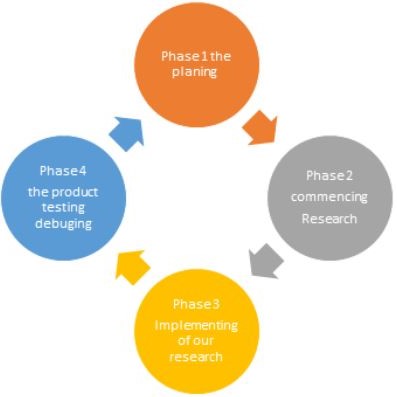 Phase1 the
planing
Phase2
commencing
Research
Phase3
Implementing
of our
research
Phase4
the product
testing
debuging